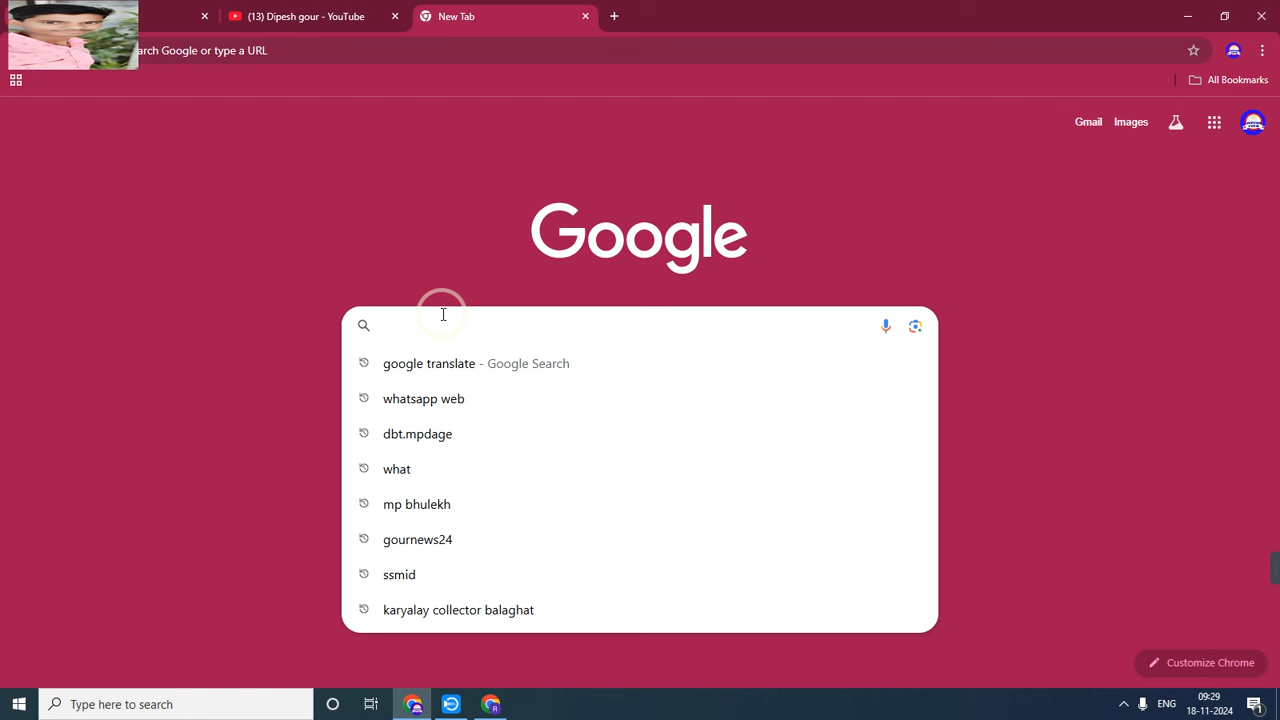 (13) Dipesh gour - YouTube
New Tab
arch Google or type a URL
All Bookmarks
Gmail
Images
Google
google translate - Google Search
whatsapp web
dbt.mpdage
what
mp bhulekh
gournews24
ssmid
karyalay collector balaghat
Customize Chrome
Type here to search
ENG
09:29
18-11-2024